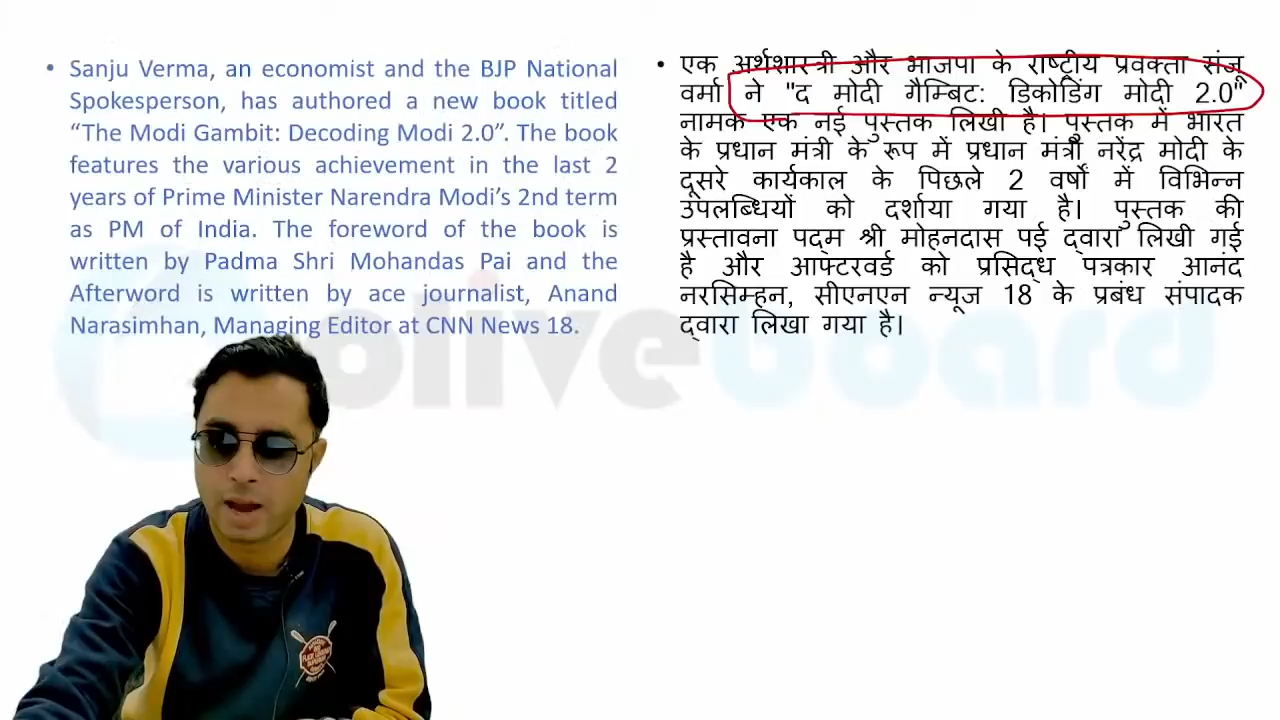 • Sanju Verma, an economist and the BJP National
Spokesperson, has authored a new book titled
“The Modi Gambit: Decoding Modi 2.0”. The book
features the various achievement in the last 2
years of Prime Minister Narendra Modi’s 2nd term
as PM of India. The foreword of the book is
written by Padma Shri Mohandas Pai and the
Afterword is written by ace journalist, Anand
Narasimhan, Managing Editor at CNN News 18.
• एक अर्थशास्त्री और भाजपा के राष्ट्रीय प्रवक्ता संजू
वर्मा ने "द मोदी गैम्बिट: डिकोडिंग मोदी 2.0"
नामक एक नई पुस्तक लिखी है। पुस्तक में भारत
के प्रधान मंत्री के रूप में प्रधान मंत्री नरेंद्र मोदी के
दूसरे कार्यकाल के पिछले 2 वर्षों में विभिन्न
उपलब्धियों को दर्शाया गया है। पुस्तक की
प्रस्तावना पद्म श्री मोहनदास पई द्वारा लिखी गई
है और आफ्टरवर्ड को प्रसिद्ध पत्रकार आनंद
नरसिम्हन, सीएनएन न्यूज 18 के प्रबंध संपादक
द्वारा लिखा गया है।
oliveboard